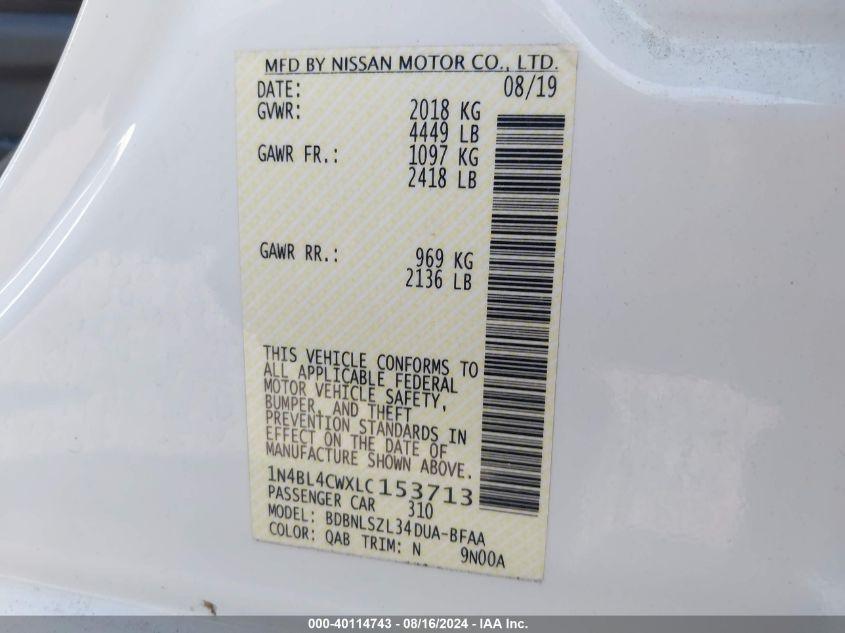 MFD BY NISSAN MOTOR CO., LTD.
DATE: 08/19
GVWR: 2018 KG
4449 LB
GAWR FR.: 1097 KG
2418 LB
GAWR RR.: 969 KG
2136 LB
THIS VEHICLE CONFORMS TO
ALL APPLICABLE FEDERAL
MOTOR VEHICLE SAFETY,
BUMPER, AND THEFT
PREVENTION STANDARDS IN
EFFECT ON THE DATE OF
MANUFACTURE SHOWN ABOVE.
1N4BL4CWXLC153713
PASSENGER CAR 310
MODEL: BDBNLSZL34DUA-BFAA
COLOR: QAB TRIM: N 9N00A
000-40114743 - 08/16/2024 - IAA Inc.